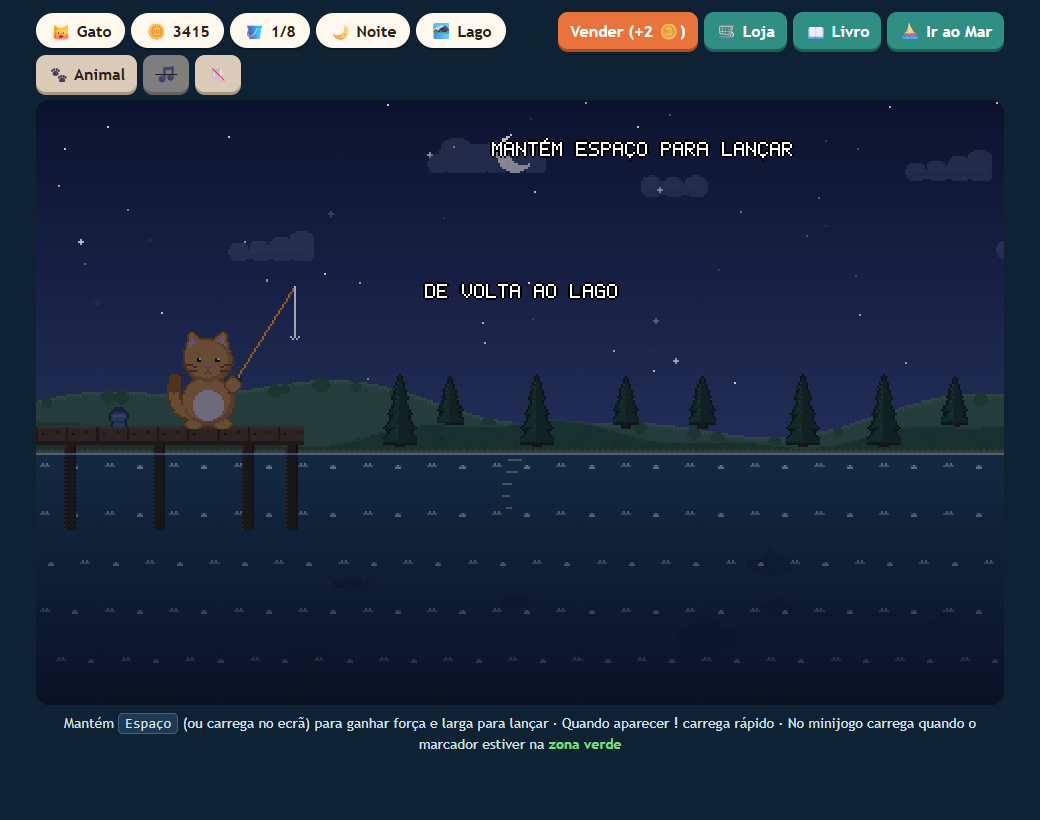 Gato
3415
1/8
Noite
Lago
Vender (+2 )
Loja
Livro
Ir ao Mar
Animal
MANTÉM ESPAÇO PARA LANÇAR
DE VOLTA AO LAGO
Mantém Espaço (ou carrega no ecrã) para ganhar força e larga para lançar · Quando aparecer ! carrega rápido · No minijogo carrega quando o
marcador estiver na zona verde